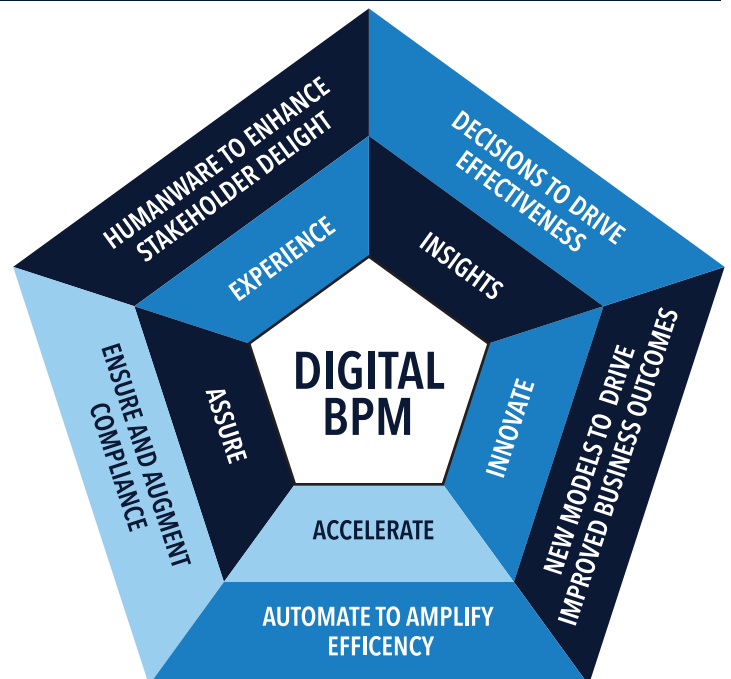 HUMANWARE TO ENHANCE
STAKEHOLDER DELIGHT
DECISIONS TO DRIVE
EFFECTIVENESS
EXPERIENCE
INSIGHTS
DIGITAL
BPM
ENSURE AND AUGMENT
COMPLIANCE
ASSURE
INNOVATE
NEW MODELS TO DRIVE
IMPROVED BUSINESS OUTCOMES
ACCELERATE
AUTOMATE TO AMPLIFY
EFFICENCY